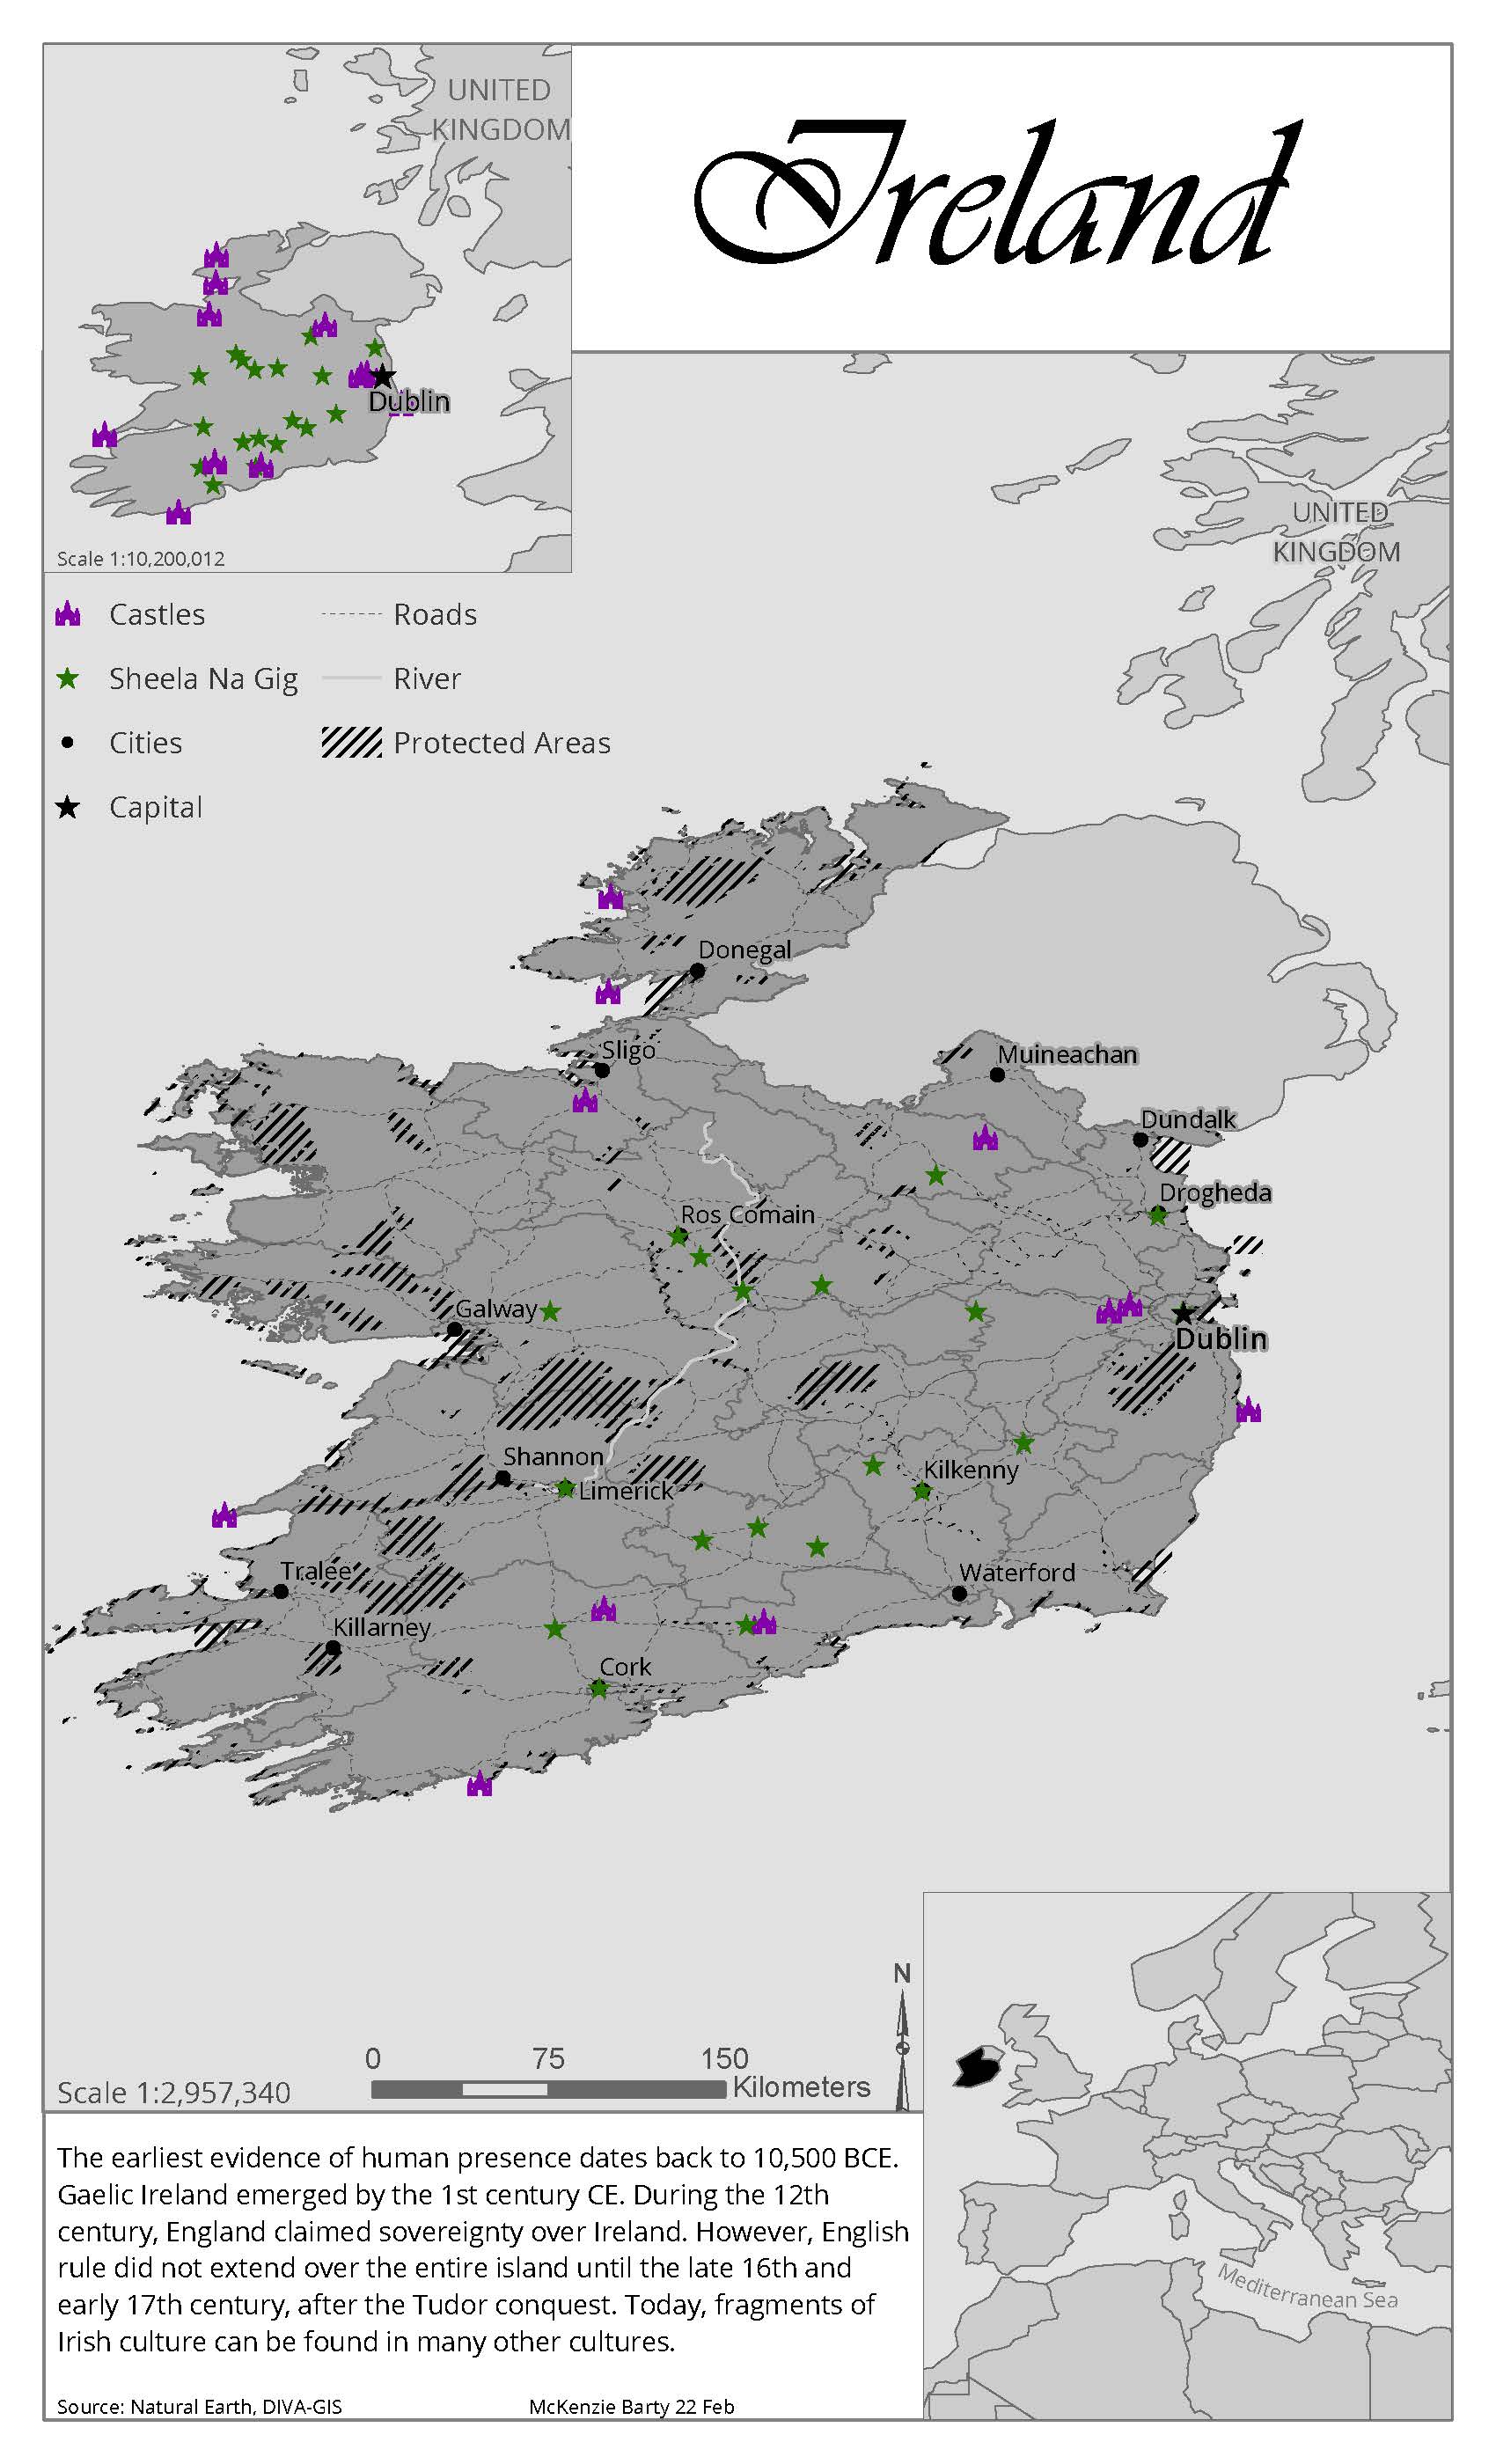 UNITED
KINGDOM
Dublin
Scale 1:10,200,012
Ireland
Castles
Roads
Sheela Na Gig
River
Cities
Protected Areas
Capital
UNITED
KINGDOM
Donegal
Sligo
Muineachan
Dundalk
Drogheda
Ros Comain
Galway
Dublin
Shannon
Limerick
Kilkenny
Tralee
Waterford
Killarney
Cork
N
0 75 150
Kilometers
Scale 1:2,957,340
Mediterranean Sea
The earliest evidence of human presence dates back to 10,500 BCE.
Gaelic Ireland emerged by the 1st century CE. During the 12th
century, England claimed sovereignty over Ireland. However, English
rule did not extend over the entire island until the late 16th and
early 17th century, after the Tudor conquest. Today, fragments of
Irish culture can be found in many other cultures.
Source: Natural Earth, DIVA-GIS
McKenzie Barty 22 Feb